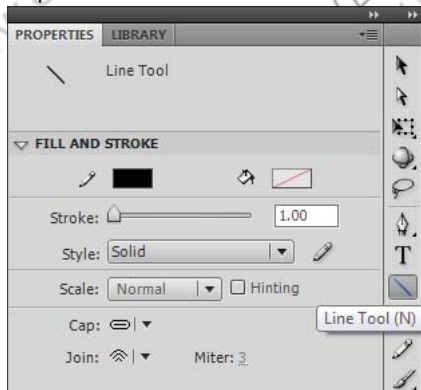 PROPERTIES LIBRARY
Line Tool
FILL AND STROKE
Stroke: 1.00
Style: Solid
Scale: Normal Hinting
Line Tool (N)
Cap:
Join: Miter: 3
T